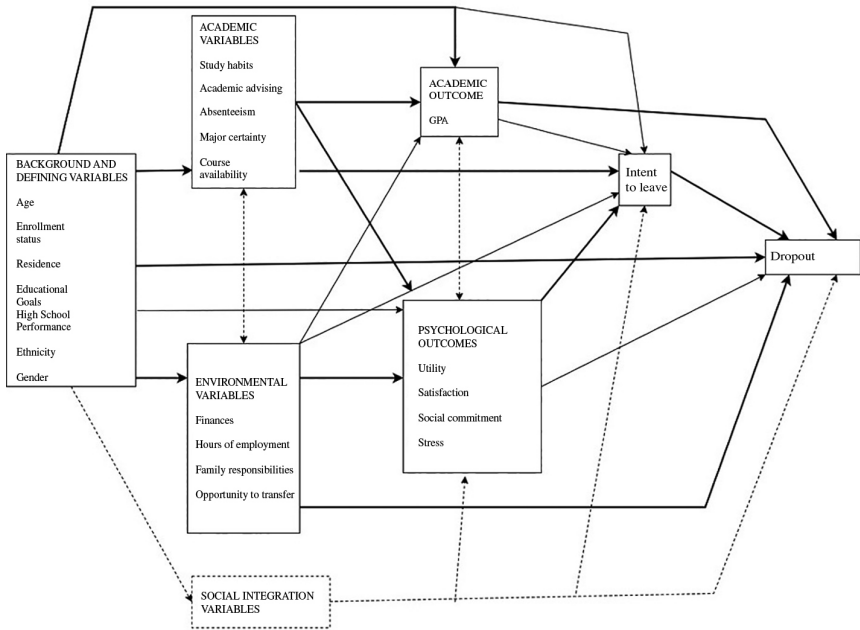 BACKGROUND AND
DEFINING VARIABLES
Age
Enrollment
status
Residence
Educational
Goals
High School
Performance
Ethnicity
Gender
ACADEMIC
VARIABLES
Study habits
Academic advising
Absenteeism
Major certainty
Course
availability
ENVIRONMENTAL
VARIABLES
Finances
Hours of employment
Family responsibilities
Opportunity to transfer
SOCIAL INTEGRATION
VARIABLES
ACADEMIC
OUTCOME
GPA
PSYCHOLOGICAL
OUTCOMES
Utility
Satisfaction
Social commitment
Stress
Intent
to leave
Dropout